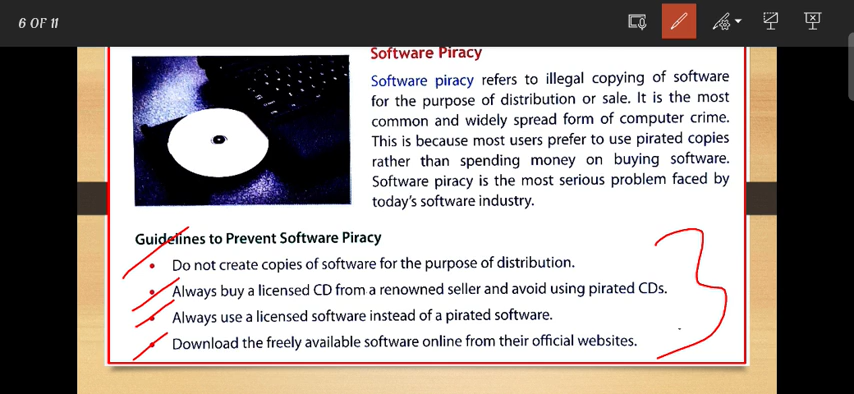 6 OF 11
Software Piracy
Software piracy refers to illegal copying of software
for the purpose of distribution or sale. It is the most
common and widely spread form of computer crime.
This is because most users prefer to use pirated copies
rather than spending money on buying software.
Software piracy is the most serious problem faced by
today's software industry.
Guidelines to Prevent Software Piracy
• Do not create copies of software for the purpose of distribution.
• Always buy a licensed CD from a renowned seller and avoid using pirated CDs.
• Always use a licensed software instead of a pirated software.
• Download the freely available software online from their official websites.